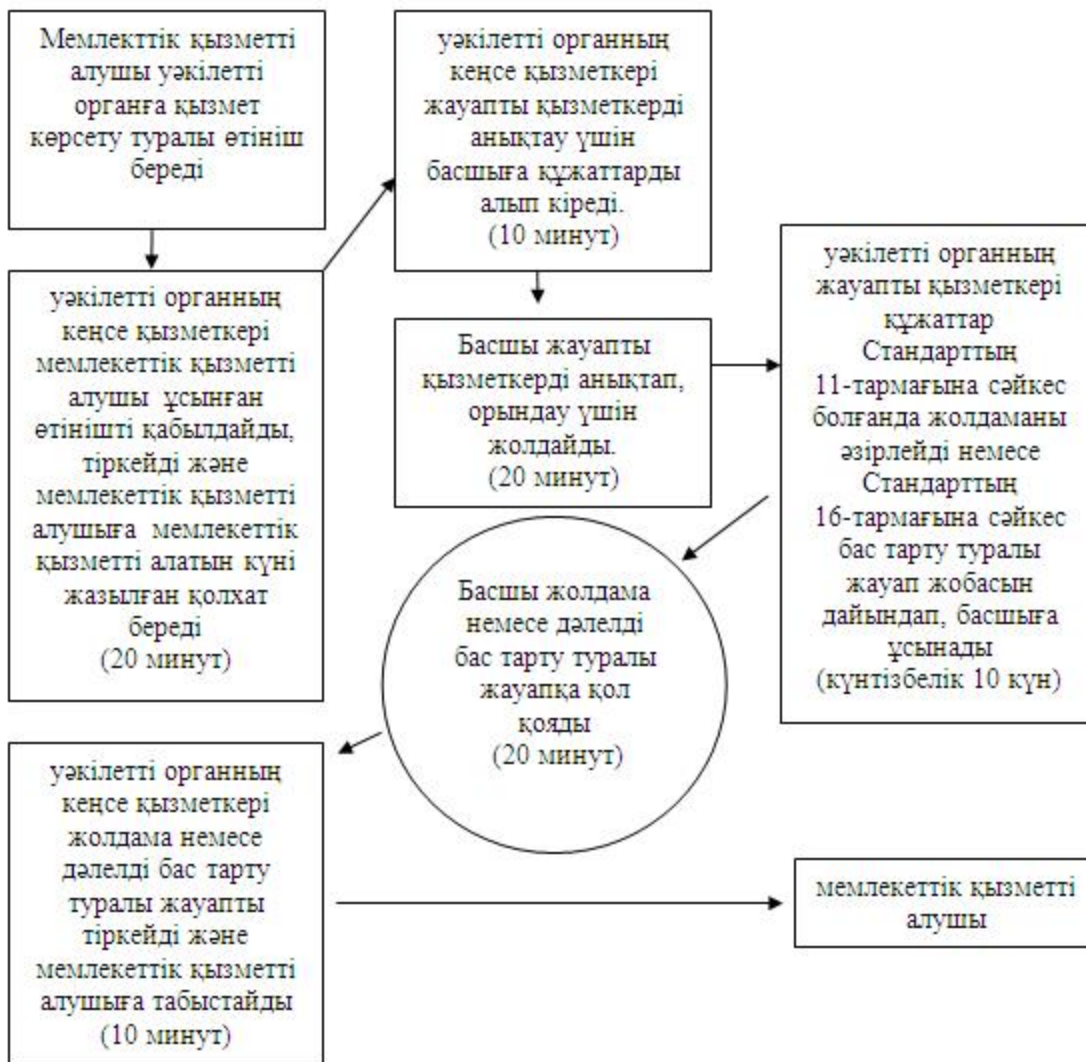 Мемлекттік қызметті
алушы уәкілетті
органға қызмет
көрсету туралы өтініш
береді
уәкілетті органның
кеңсе қызметкері
мемлекеттік қызметті
алушы ұсынған
өтінішті қабылдайды,
тіркейді және
мемлекеттік қызметті
алушыға мемлекеттік
қызметті алатын күні
жазылған қолхат
береді
(20 минут)
уәкілетті органның
кеңсе қызметкері
жауапты қызметкерді
анықтау үшін
басшыға құжаттарды
алып кіреді.
(10 минут)
Басшы жауапты
қызметкерді анықтап,
орындау үшін
жолдайды.
(20 минут)
уәкілетті органның
жауапты қызметкері
құжаттар
Стандарттың
11-тармағына сәйкес
болғанда жолдаманы
әзірлейді немесе
Стандарттың
16-тармағына сәйкес
бас тарту туралы
жауап жобасын
дайындап, басшыға
ұсынады
(күнтізбелік 10 күн)
Басшы жолдама
немесе дәлелді
бас тарту туралы
жауапқа қол
қояды
(20 минут)
уәкілетті органның
кеңсе қызметкері
жолдама немесе
дәлелді бас тарту
туралы жауапты
тіркейді және
мемлекеттік қызметті
алушыға табыстайды
(10 минут)
мемлекеттік қызметті
алушы